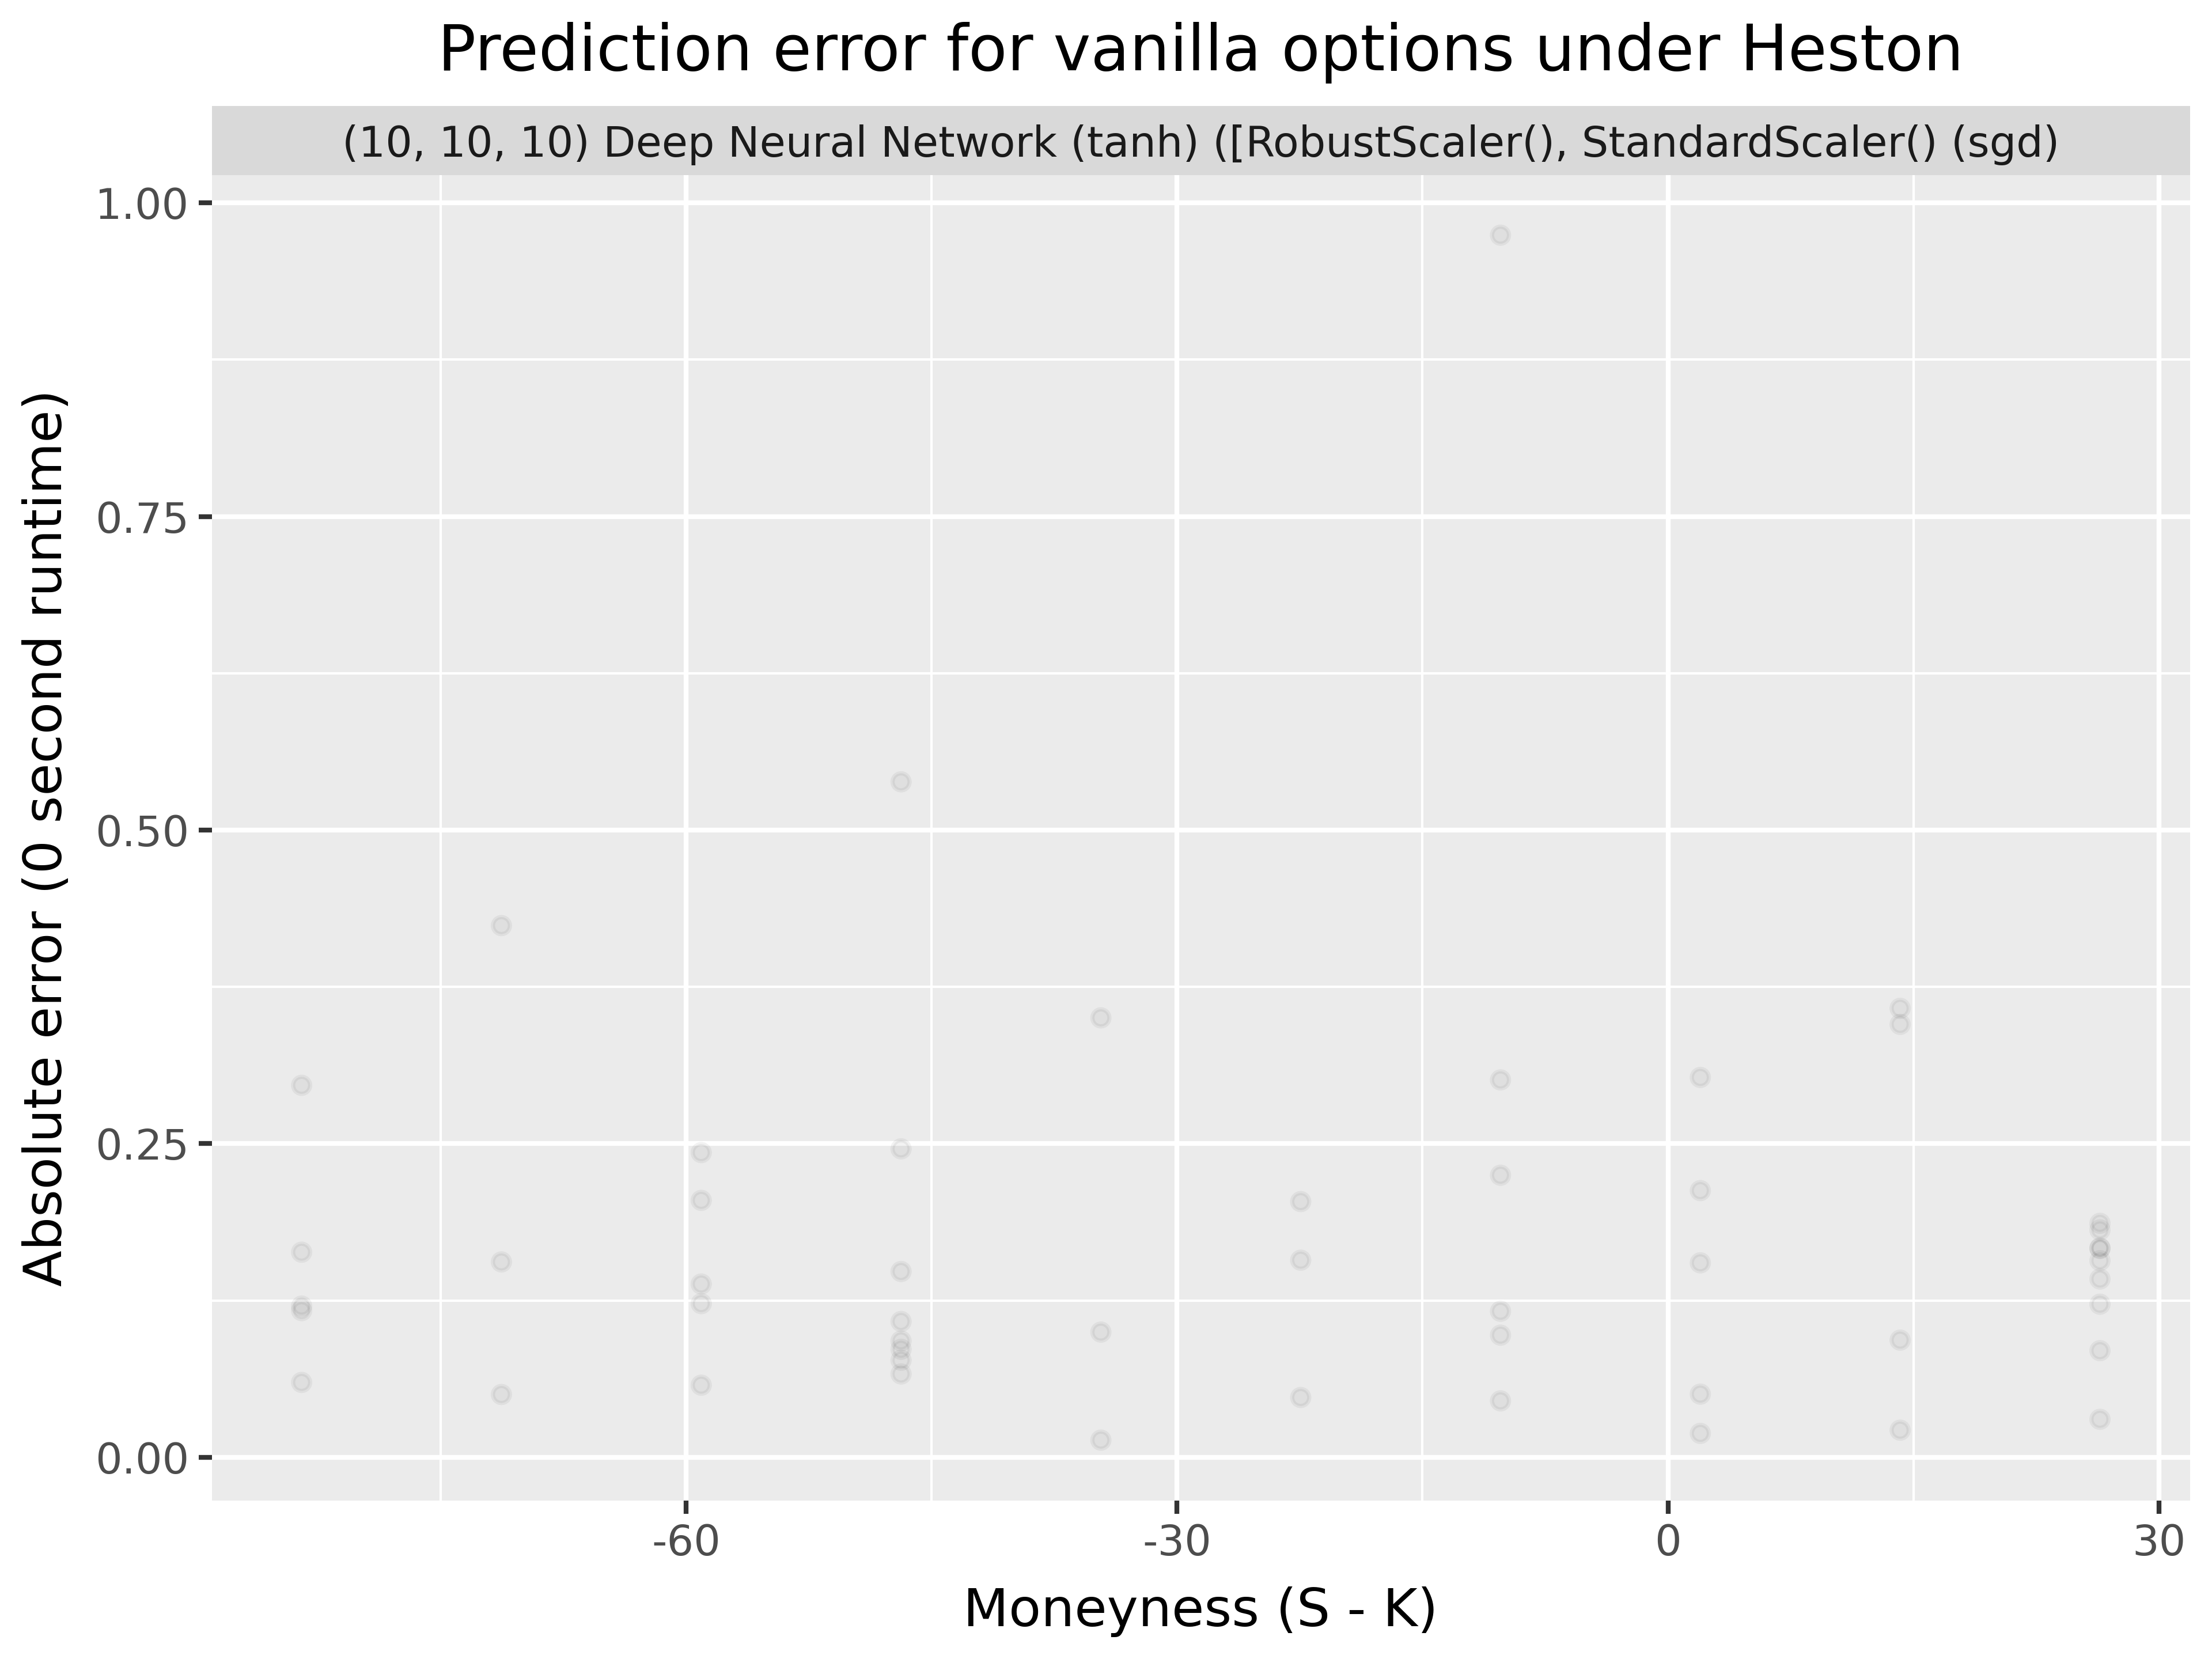 Prediction error for vanilla options under Heston
(10, 10, 10) Deep Neural Network (tanh) ([RobustScaler(), StandardScaler() (sgd)
Absolute error (0 second runtime)
1.00
0.75
0.50
0.25
0.00
-60
-30
0
30
Moneyness (S - K)